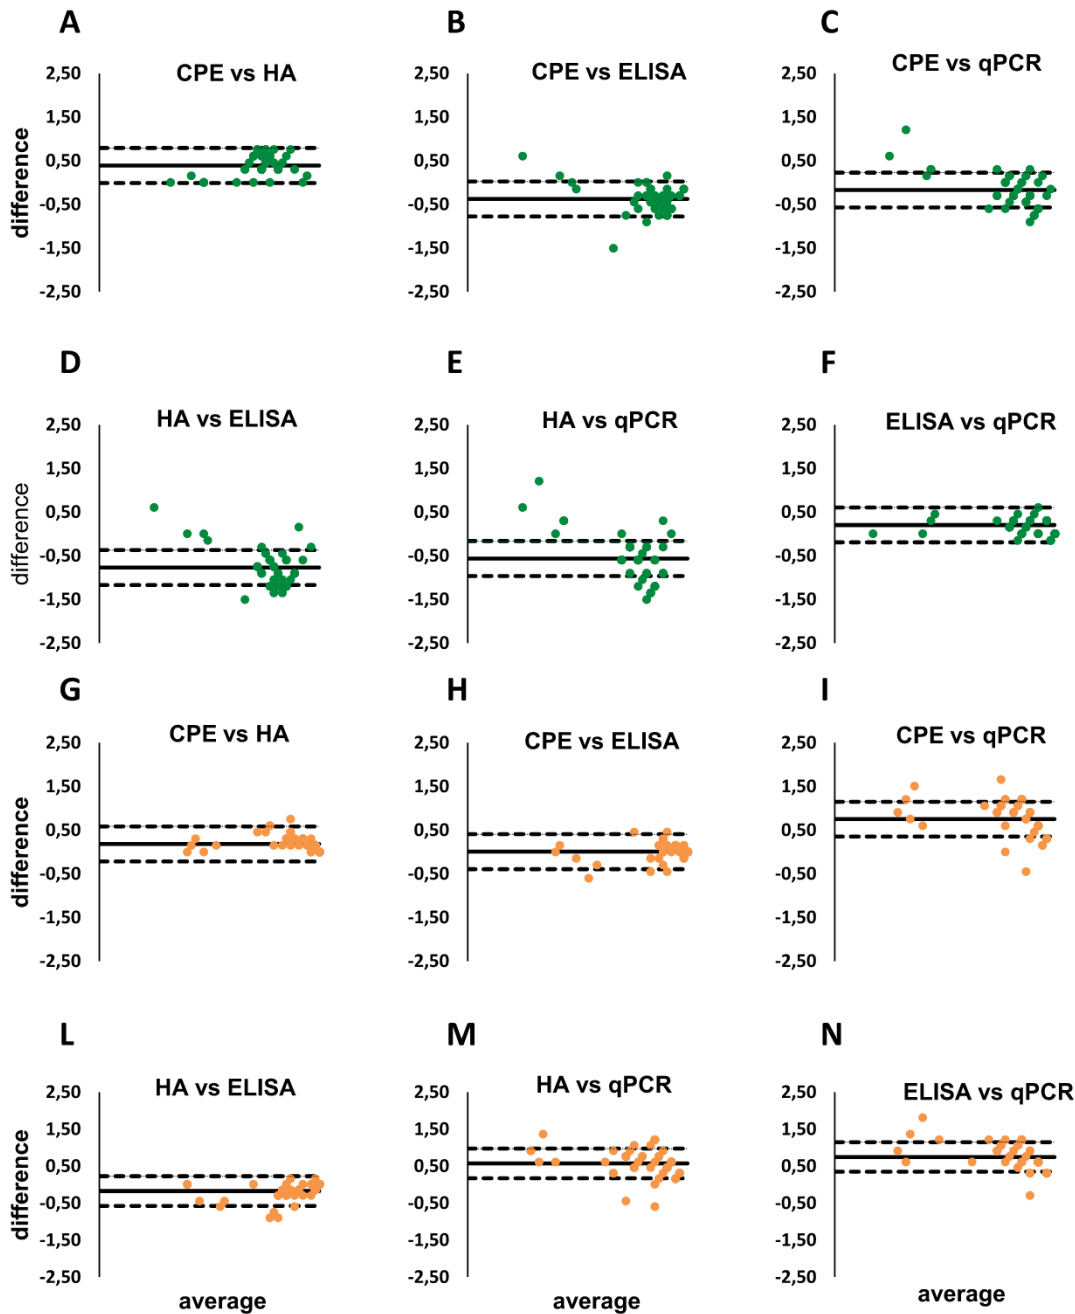 A
B
C
CPE vs HA
CPE vs ELISA
CPE vs qPCR
difference
2,50
1,50
0,50
-0,50
-1,50
-2,50
2,50
1,50
0,50
-0,50
-1,50
-2,50
2,50
1,50
0,50
-0,50
-1,50
-2,50
D
E
F
HA vs ELISA
HA vs qPCR
ELISA vs qPCR
difference
2,50
1,50
0,50
-0,50
-1,50
-2,50
2,50
1,50
0,50
-0,50
-1,50
-2,50
2,50
1,50
0,50
-0,50
-1,50
-2,50
G
H
I
CPE vs HA
CPE vs ELISA
CPE vs qPCR
difference
2,50
1,50
0,50
-0,50
-1,50
-2,50
2,50
1,50
0,50
-0,50
-1,50
-2,50
2,50
1,50
0,50
-0,50
-1,50
-2,50
L
M
N
HA vs ELISA
HA vs qPCR
ELISA vs qPCR
difference
2,50
1,50
0,50
-0,50
-1,50
-2,50
2,50
1,50
0,50
-0,50
-1,50
-2,50
2,50
1,50
0,50
-0,50
-1,50
-2,50
average
average